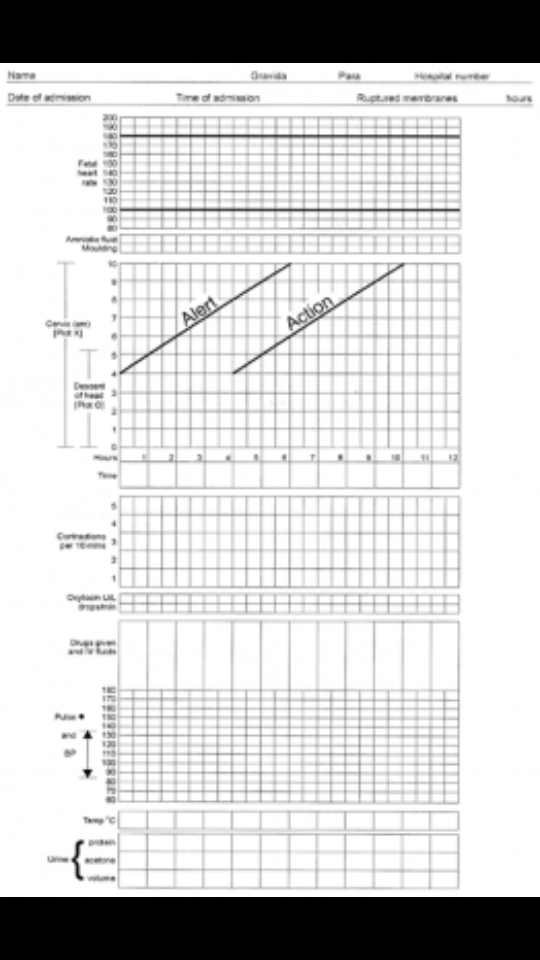 Name Gravida Para Hospital number
Date of admission Time of admission Ruptured membranes hours
200
190
180
170
160
Fetal 150
heart 140
rate 130
120
110
100
90
80
Amniotic fluid
Moulding
10
9
8
Alert
Action
7
Cervix (cm)
[Plot X]
6
5
4
Descent
of head
[Plot O]
3
2
1
0
Hours 1 2 3 4 5 6 7 8 9 10 11 12
Time
5
4
Contractions
per 10 mins
3
2
1
Oxytocin U/L
drops/min
Drugs given
and IV fluids
180
170
160
Pulse 150
140
and 130
120
BP 110
100
90
80
70
60
Temp °C
protein
Urine acetone
volume